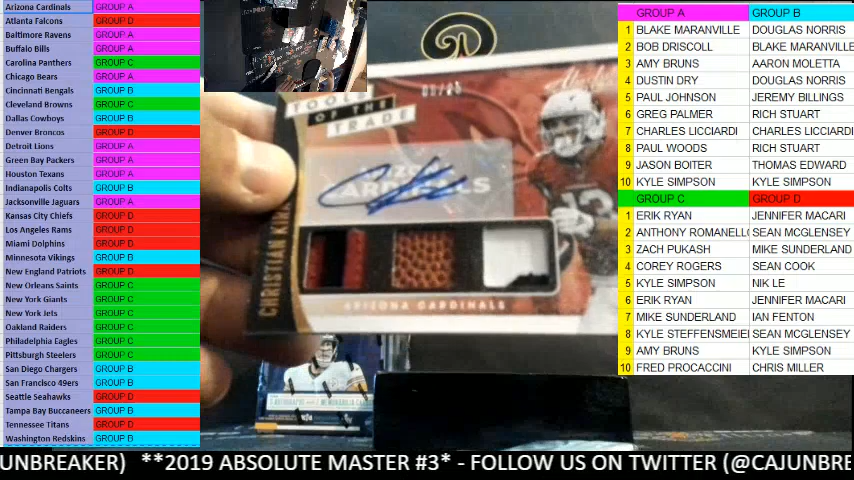 Arizona Cardinals GROUP A
Atlanta Falcons GROUP D
Baltimore Ravens GROUP A
Buffalo Bills GROUP A
Carolina Panthers GROUP C
Chicago Bears GROUP A
Cincinnati Bengals GROUP B
Cleveland Browns GROUP C
Dallas Cowboys GROUP B
Denver Broncos GROUP D
Detroit Lions GROUP A
Green Bay Packers GROUP A
Houston Texans GROUP A
Indianapolis Colts GROUP B
Jacksonville Jaguars GROUP A
Kansas City Chiefs GROUP D
Los Angeles Rams GROUP D
Miami Dolphins GROUP D
Minnesota Vikings GROUP B
New England Patriots GROUP D
New Orleans Saints GROUP C
New York Giants GROUP C
New York Jets GROUP C
Oakland Raiders GROUP C
Philadelphia Eagles GROUP C
Pittsburgh Steelers GROUP C
San Diego Chargers GROUP B
San Francisco 49ers GROUP B
Seattle Seahawks GROUP D
Tampa Bay Buccaneers GROUP B
Tennessee Titans GROUP D
Washington Redskins GROUP B
TOOLS
OF THE
TRADE
CHRISTIAN KIRK
ARIZONA CARDINALS
GROUP A GROUP B
1 BLAKE MARANVILLE DOUGLAS NORRIS
2 BOB DRISCOLL BLAKE MARANVILLE
3 AMY BRUNS AARON MOLETTA
4 DUSTIN DRY DOUGLAS NORRIS
5 PAUL JOHNSON JEREMY BILLINGS
6 GREG PALMER RICH STUART
7 CHARLES LICCIARDI CHARLES LICCIARDI
8 PAUL WOODS RICH STUART
9 JASON BOITER THOMAS EDWARD
10 KYLE SIMPSON KYLE SIMPSON
GROUP C GROUP D
1 ERIK RYAN JENNIFER MACARI
2 ANTHONY ROMANELLO SEAN MCGLENSEY
3 ZACH PUKASH MIKE SUNDERLAND
4 COREY ROGERS SEAN COOK
5 KYLE SIMPSON NIK LE
6 ERIK RYAN JENNIFER MACARI
7 MIKE SUNDERLAND IAN FENTON
8 KYLE STEFFENSMEIE SEAN MCGLENSEY
9 AMY BRUNS KYLE SIMPSON
10 FRED PROCACCINI CHRIS MILLER
UNBREAKER) **2019 ABSOLUTE MASTER #3* - FOLLOW US ON TWITTER (@CAJUNBRE